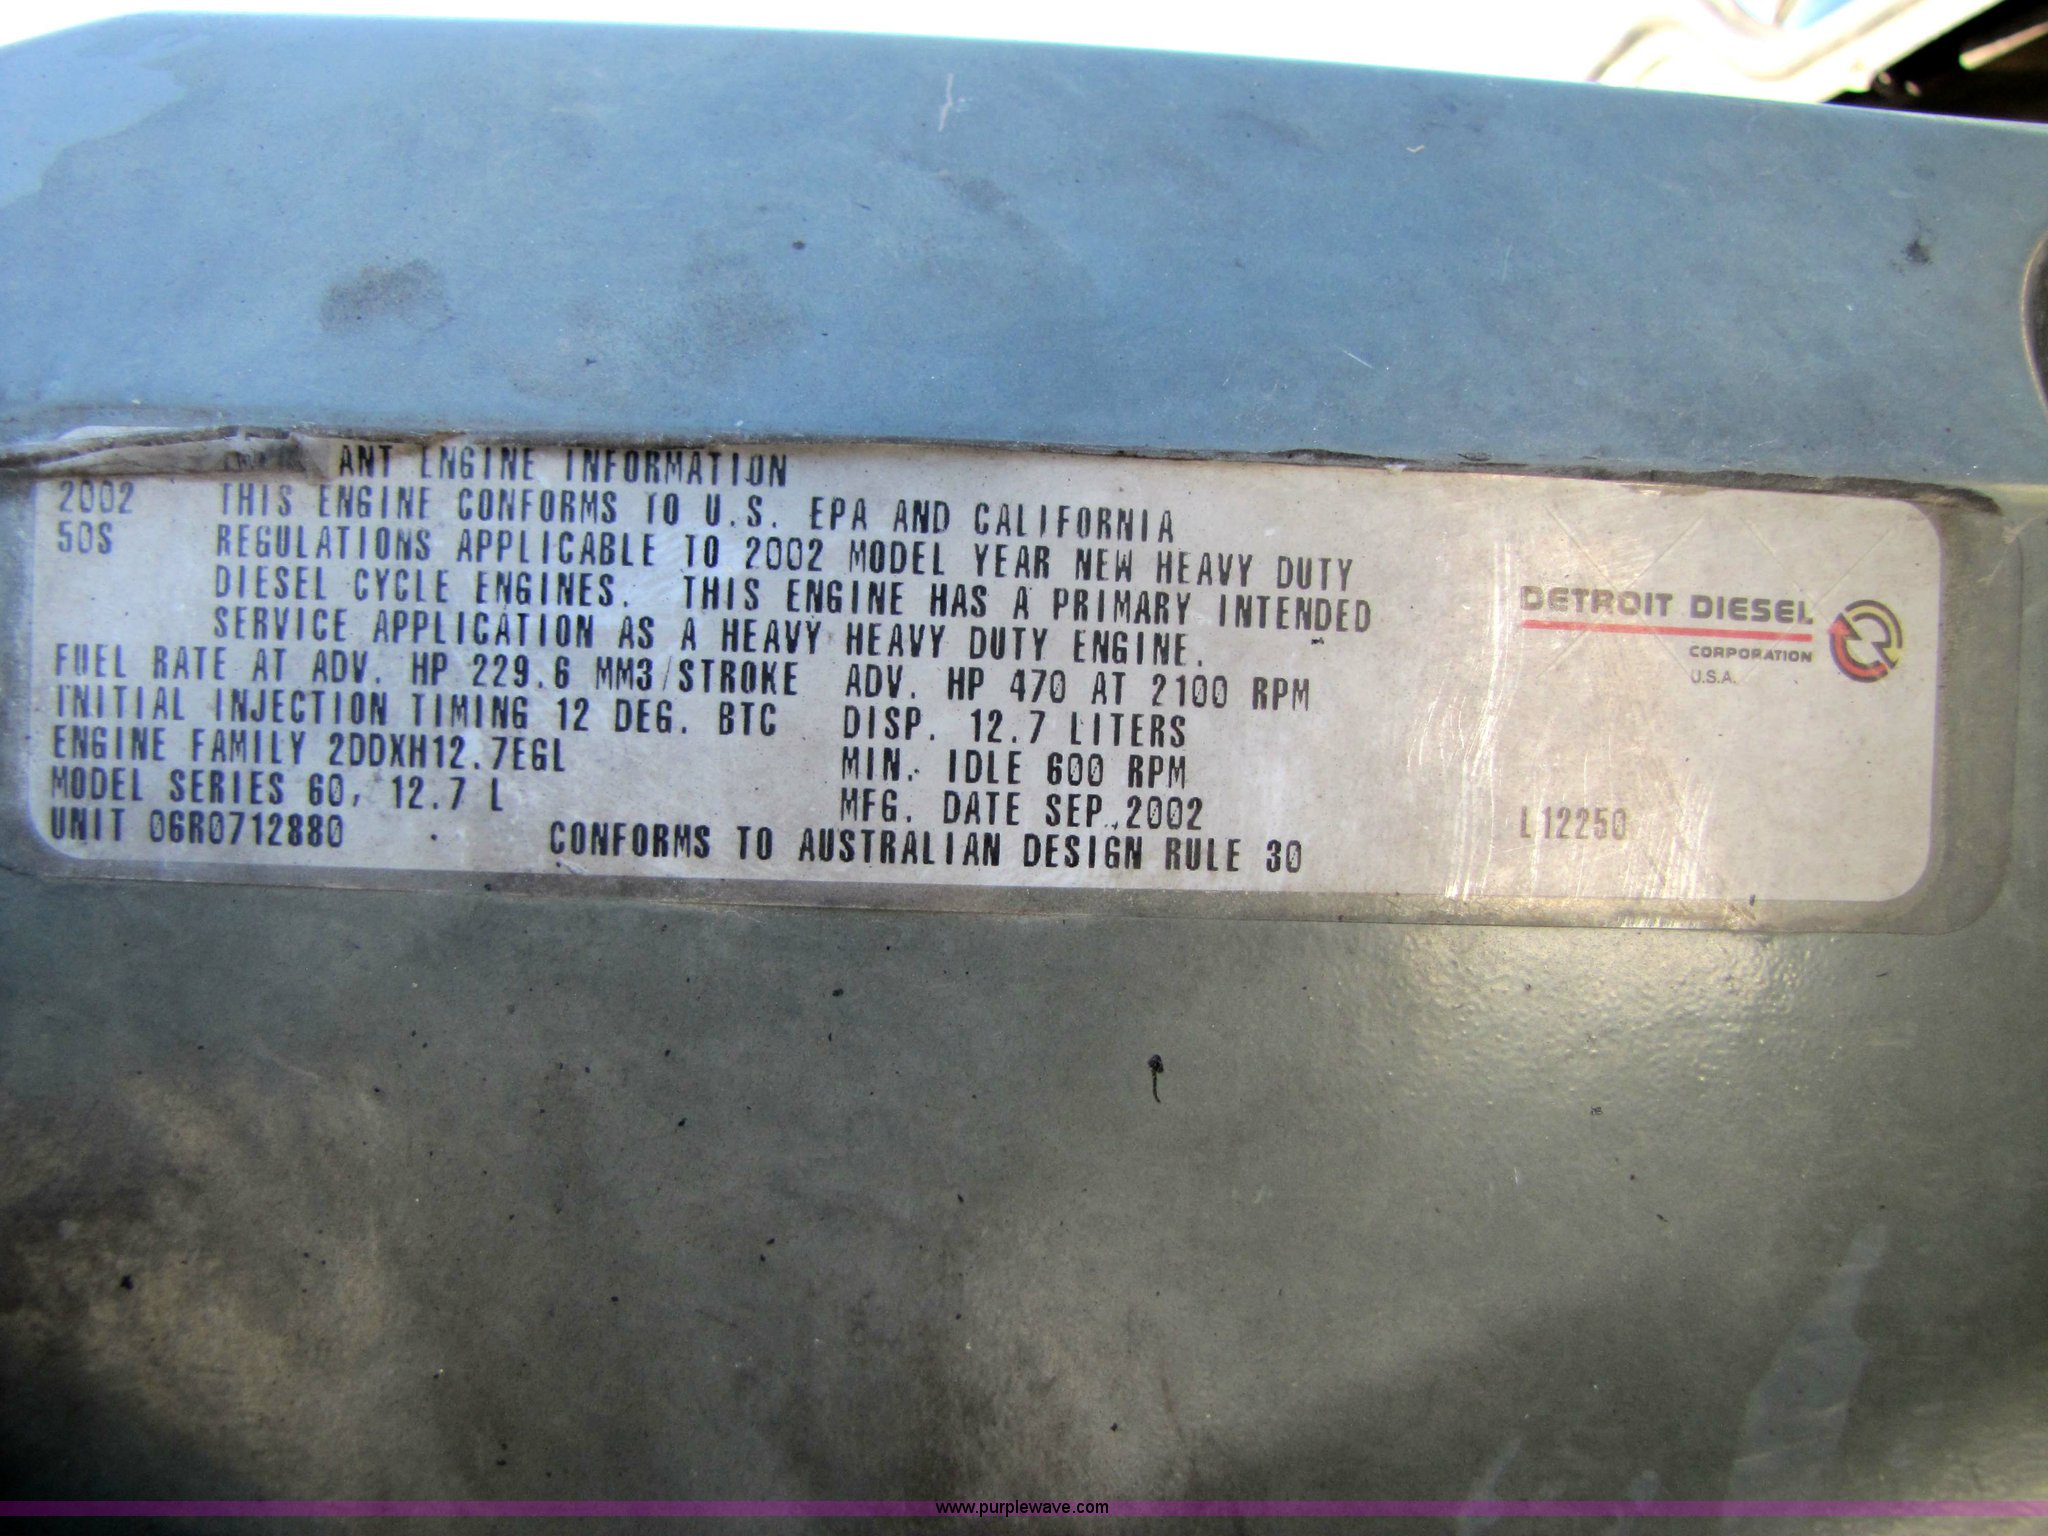 ANT ENGINE INFORMATION
2002 THIS ENGINE CONFORMS TO U.S. EPA AND CALIFORNIA
50S REGULATIONS APPLICABLE TO 2002 MODEL YEAR NEW HEAVY DUTY
DIESEL CYCLE ENGINES. THIS ENGINE HAS A PRIMARY INTENDED
SERVICE APPLICATION AS A HEAVY HEAVY DUTY ENGINE.
FUEL RATE AT ADV. HP 229.6 MM3/STROKE ADV. HP 470 AT 2100 RPM
INITIAL INJECTION TIMING 12 DEG. BTC DISP. 12.7 LITERS
ENGINE FAMILY 2DDXH12.7EGL MIN. IDLE 600 RPM
MODEL SERIES 60, 12.7 L MFG. DATE SEP.,2002
UNIT 06R0712880 CONFORMS TO AUSTRALIAN DESIGN RULE 30
DETROIT DIESEL
CORPORATION
U.S.A.
L12250
www.purplewave.com